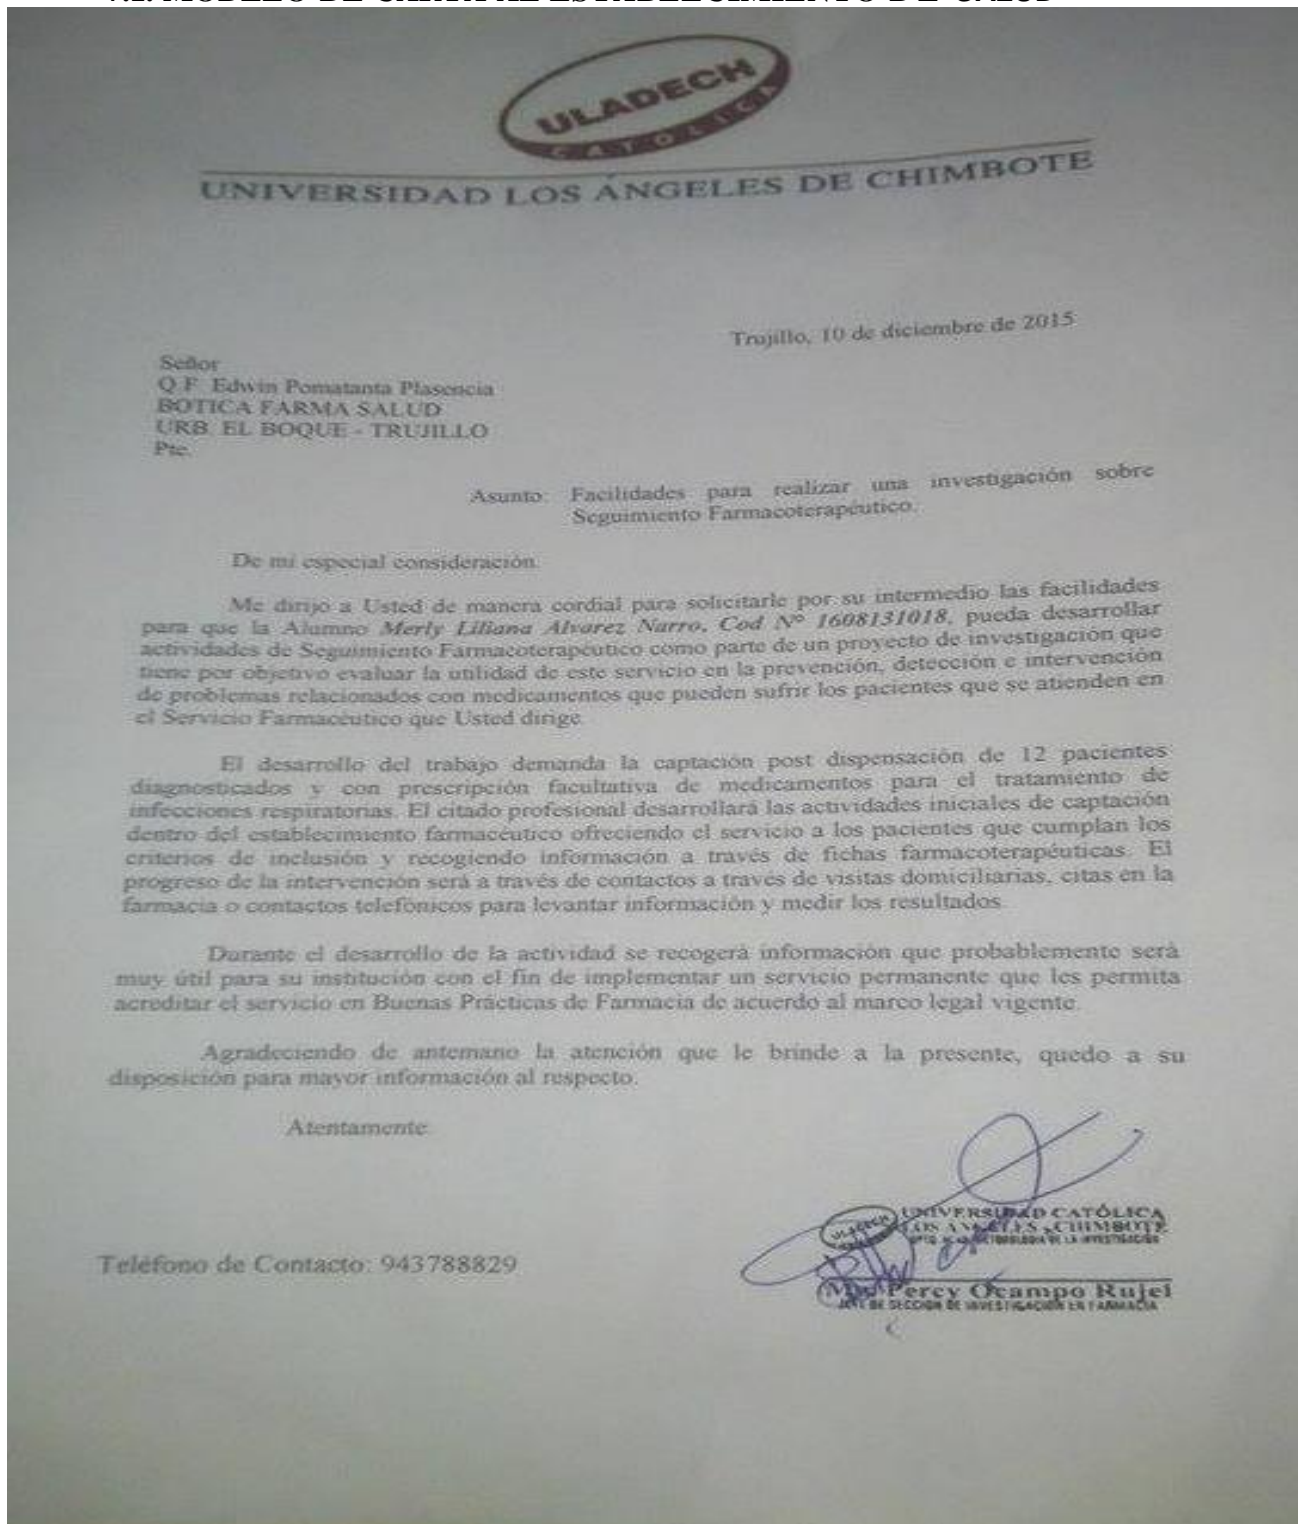 ULADECH
CATOLICA
UNIVERSIDAD LOS ÁNGELES DE CHIMBOTE
Trujillo, 10 de diciembre de 2015
Señor
Q.F. Edwin Pomatanta Plasencia
BOTICA FARMA SALUD
URB. EL BOQUE - TRUJILLO
Pte.
Asunto: Facilidades para realizar una investigación sobre
Seguimiento Farmacoterapéutico.
De mi especial consideración.
Me dirijo a Usted de manera cordial para solicitarle por su intermedio las facilidades
para que la Alumno Merly Liliana Alvarez Narro, Cod Nº 1608131018, pueda desarrollar
actividades de Seguimiento Farmacoterapéutico como parte de un proyecto de investigación que
tiene por objetivo evaluar la utilidad de este servicio en la prevención, detección e intervención
de problemas relacionados con medicamentos que pueden sufrir los pacientes que se atienden en
el Servicio Farmacéutico que Usted dirige.
El desarrollo del trabajo demanda la captación post dispensación de 12 pacientes
diagnosticados y con prescripción facultativa de medicamentos para el tratamiento de
infecciones respiratorias. El citado profesional desarrollará las actividades iniciales de captación
dentro del establecimiento farmacéutico ofreciendo el servicio a los pacientes que cumplan los
criterios de inclusión y recogiendo información a través de fichas farmacoterapéuticas. El
progreso de la intervención será a través de contactos a través de visitas domiciliarias, citas en la
farmacia o contactos telefónicos para levantar información y medir los resultados.
Durante el desarrollo de la actividad se recogerá información que probablemente será
muy útil para su institución con el fin de implementar un servicio permanente que les permita
acreditar el servicio en Buenas Prácticas de Farmacia de acuerdo al marco legal vigente.
Agradeciendo de antemano la atención que le brinde a la presente, quedo a su
disposición para mayor información al respecto.
Atentamente
UNIVERSIDAD CATÓLICA
LOS ANGELES CHIMBOTE
METODOLOGIA DE LA INVESTIGACIÓN
Teléfono de Contacto: 943788829
Percy Ocampo Rujel
JEFE DE SECCIÓN DE INVESTIGACIÓN EN FARMACIA